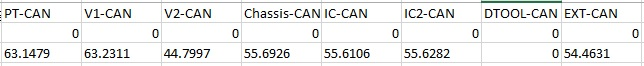 PT-CAN V1-CAN V2-CAN Chassis-CAN IC-CAN IC2-CAN DTOOL-CAN EXT-CAN
0 0 0 0 0 0 0 0
63.1479 63.2311 44.7997 55.6926 55.6106 55.6282 0 54.4631